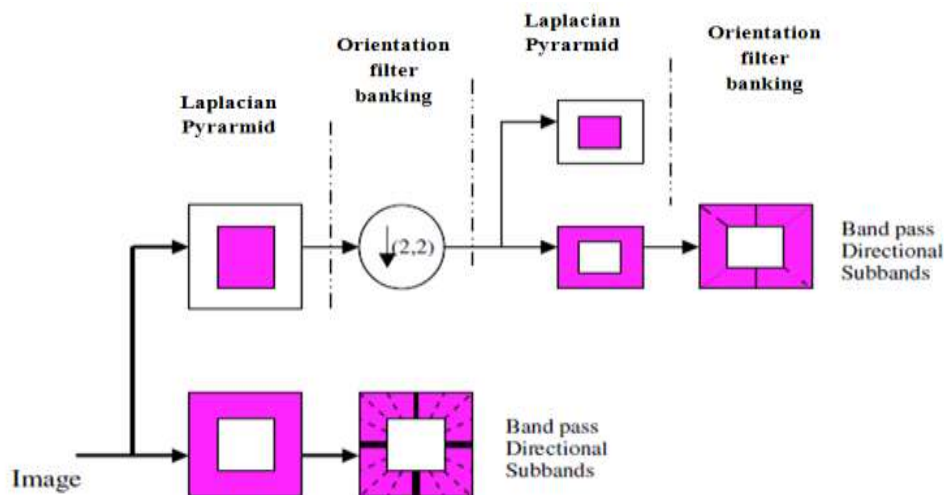 Laplacian
Pyrarmid
Orientation
filter
banking
Laplacian
Pyrarmid
Orientation
filter
banking
(2,2)
Band pass
Directional
Subbands
Band pass
Directional
Subbands
Image